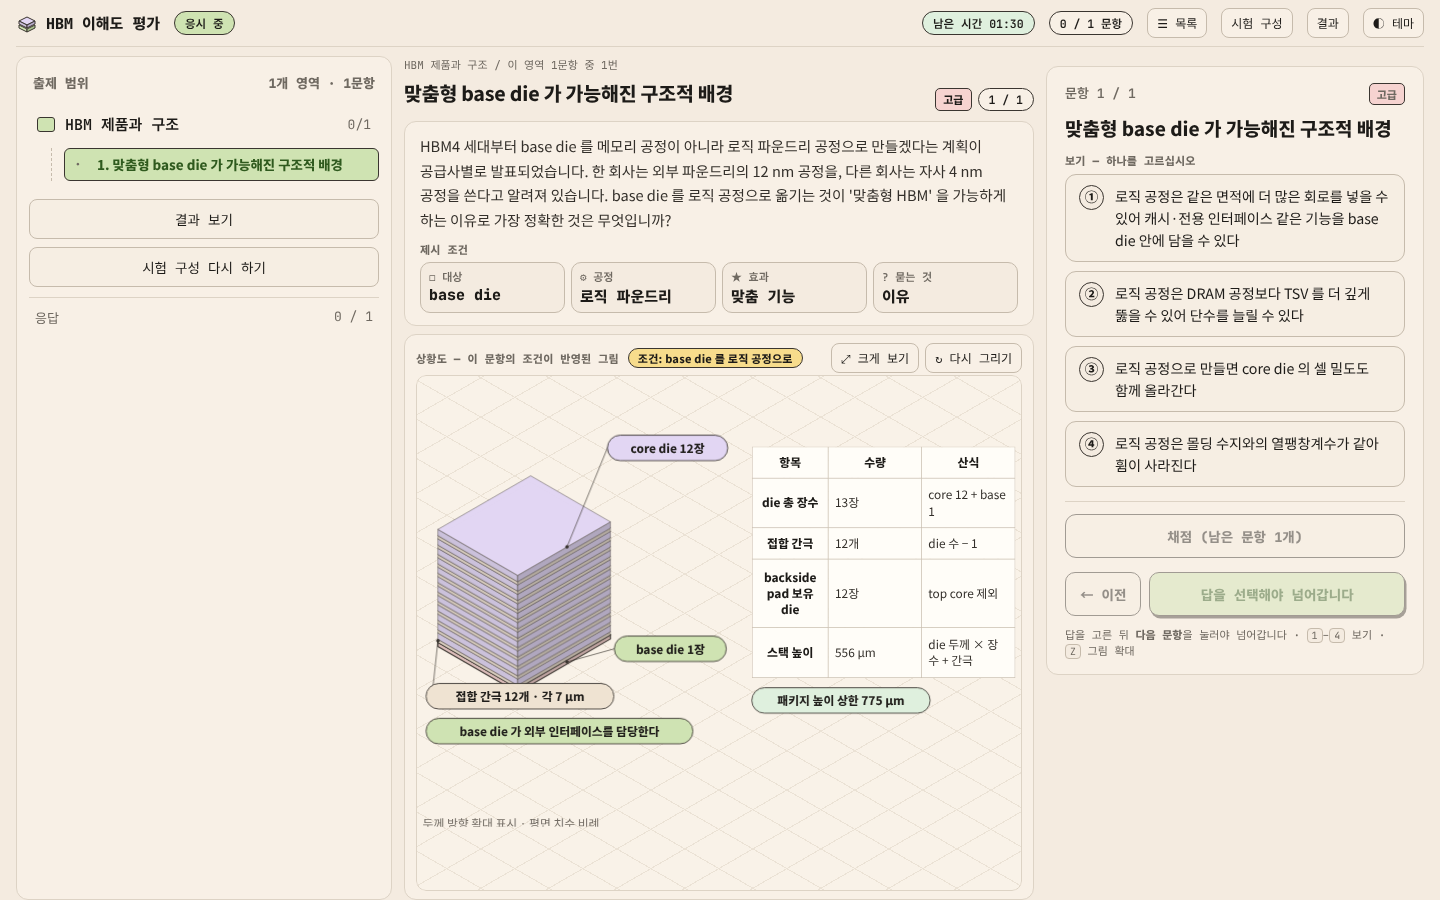 HBM 이해도 평가
응시 중
남은 시간 01:30
0 / 1 문항
☰ 목록
시험 구성
결과
◐ 테마
출제 범위
1개 영역 · 1문항
HBM 제품과 구조
0/1
· 1. 맞춤형 base die 가 가능해진 구조적 배경
결과 보기
시험 구성 다시 하기
응답
0 / 1
HBM 제품과 구조 / 이 영역 1문항 중 1번
맞춤형 base die 가 가능해진 구조적 배경
고급
1 / 1
HBM4 세대부터 base die 를 메모리 공정이 아니라 로직 파운드리 공정으로 만들겠다는 계획이
공급사별로 발표되었습니다. 한 회사는 외부 파운드리의 12 nm 공정을, 다른 회사는 자사 4 nm
공정을 쓴다고 알려져 있습니다. base die 를 로직 공정으로 옮기는 것이 '맞춤형 HBM' 을 가능하게
하는 이유로 가장 정확한 것은 무엇입니까?
제시 조건
◻ 대상
base die
⚙ 공정
로직 파운드리
★ 효과
맞춤 기능
? 묻는 것
이유
상황도 — 이 문항의 조건이 반영된 그림
조건: base die 를 로직 공정으로
⤢ 크게 보기
↻ 다시 그리기
core die 12장
base die 1장
접합 간극 12개 · 각 7 µm
base die 가 외부 인터페이스를 담당한다
항목 수량 산식
die 총 장수 13장 core 12 + base
1
접합 간극 12개 die 수 − 1
backside
pad 보유 12장 top core 제외
die
스택 높이 556 µm die 두께 × 장
수 + 간극
패키지 높이 상한 775 µm
두께 방향 확대 표시 · 평면 치수 비례
문항 1 / 1
고급
맞춤형 base die 가 가능해진 구조적 배경
보기 — 하나를 고르십시오
① 로직 공정은 같은 면적에 더 많은 회로를 넣을 수
있어 캐시·전용 인터페이스 같은 기능을 base
die 안에 담을 수 있다
② 로직 공정은 DRAM 공정보다 TSV 를 더 깊게
뚫을 수 있어 단수를 늘릴 수 있다
③ 로직 공정으로 만들면 core die 의 셀 밀도도
함께 올라간다
④ 로직 공정은 몰딩 수지와의 열팽창계수가 같아
휨이 사라진다
채점 (남은 문항 1개)
← 이전
답을 선택해야 넘어갑니다
답을 고른 뒤 다음 문항을 눌러야 넘어갑니다 · 1–4 보기 ·
Z 그림 확대